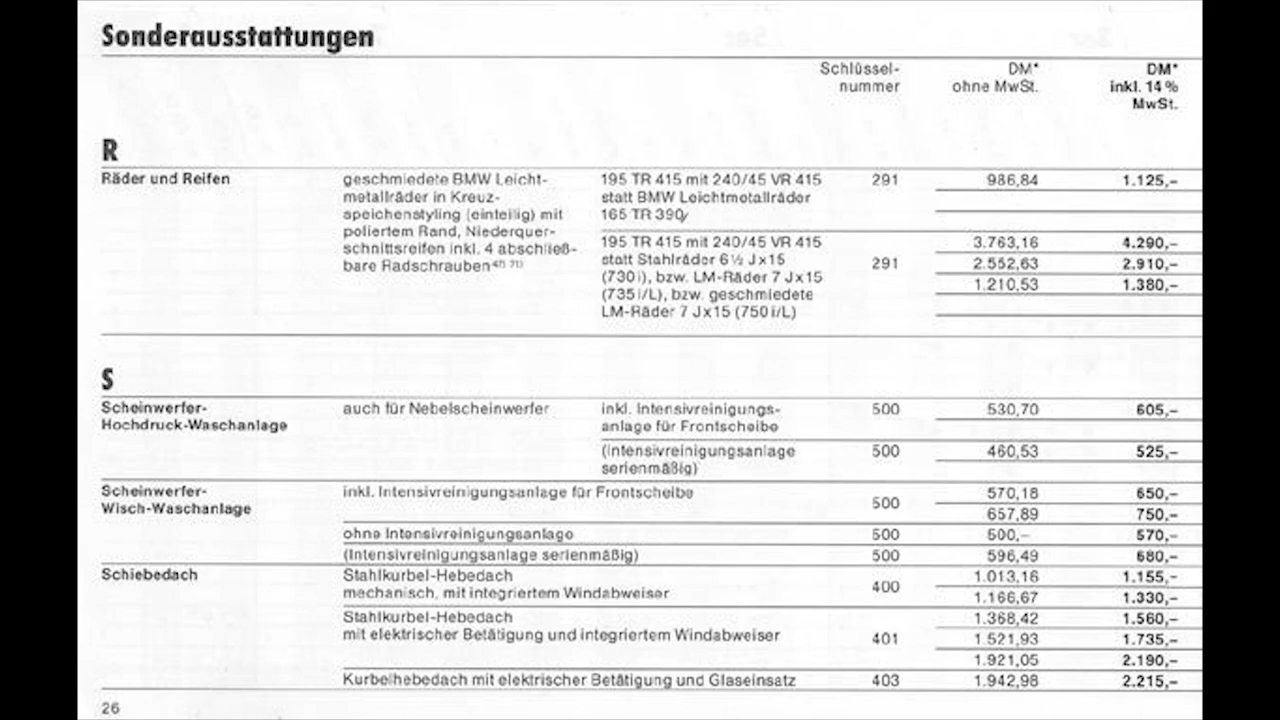 Sonderausstattungen
Schlüssel-nummer DM* ohne MwSt. DM* inkl. 14% MwSt.
R
Räder und Reifen geschmiedete BMW Leicht- 195 TR 415 mit 240/45 VR 415 291 986,84 1.125,–
metallräder in Kreuz- statt BMW Leichtmetallräder
speichenstyling (einteilig) mit 165 TR 390
poliertem Rand, Niederquer-
schnittsreifen inkl. 4 abschließ- 195 TR 415 mit 240/45 VR 415 3.763,16 4.290,–
bare Radschrauben 47) 71) statt Stahlräder 6½ Jx15 291 2.552,63 2.910,–
(730i), bzw. LM-Räder 7 Jx15 1.210,53 1.380,–
(735i/L), bzw. geschmiedete
LM-Räder 7 Jx15 (750i/L)
S
Scheinwerfer- auch für Nebelscheinwerfer inkl. Intensivreinigungs- 500 530,70 605,–
Hochdruck-Waschanlage anlage für Frontscheibe
(Intensivreinigungsanlage 500 460,53 525,–
serienmäßig)
Scheinwerfer- inkl. Intensivreinigungsanlage für Frontscheibe 500 570,18 650,–
Wisch-Waschanlage 657,89 750,–
ohne Intensivreinigungsanlage 500 500,– 570,–
(Intensivreinigungsanlage serienmäßig) 500 596,49 680,–
Schiebedach Stahlkurbel-Hebedach 400 1.013,16 1.155,–
mechanisch, mit integriertem Windabweiser 1.166,67 1.330,–
Stahlkurbel-Hebedach 1.368,42 1.560,–
mit elektrischer Betätigung und integriertem Windabweiser 401 1.521,93 1.735,–
1.921,05 2.190,–
Kurbelhebedach mit elektrischer Betätigung und Glaseinsatz 403 1.942,98 2.215,–
26